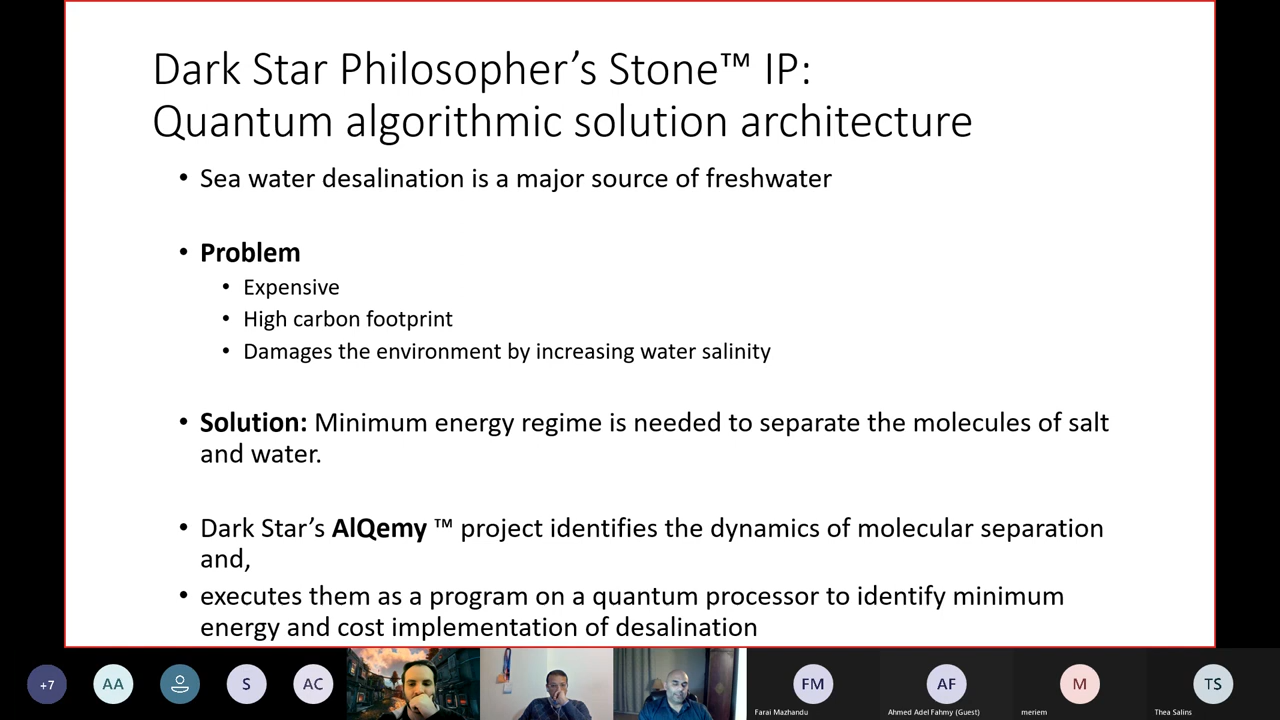 Dark Star Philosopher’s Stone™ IP:
Quantum algorithmic solution architecture
• Sea water desalination is a major source of freshwater
• Problem
• Expensive
• High carbon footprint
• Damages the environment by increasing water salinity
• Solution: Minimum energy regime is needed to separate the molecules of salt
and water.
• Dark Star’s AlQemy ™ project identifies the dynamics of molecular separation
and,
• executes them as a program on a quantum processor to identify minimum
energy and cost implementation of desalination
+7 AA S AC FM AF M TS
Farai Mazhandu Ahmed Adel Fahmy (Guest) meriem Thea Salins